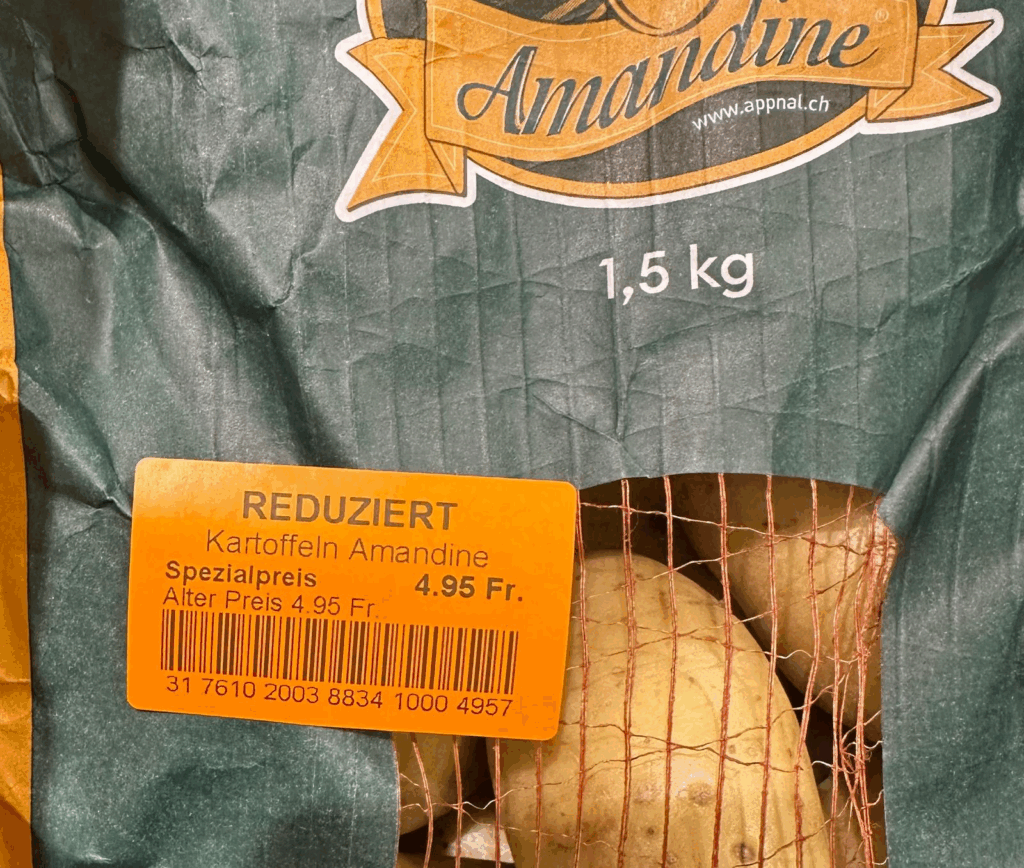 Amandine®
www.appnal.ch
1,5 kg
REDUZIERT
Kartoffeln Amandine
Spezialpreis 4.95 Fr.
Alter Preis 4.95 Fr.
31 7610 2003 8834 1000 4957